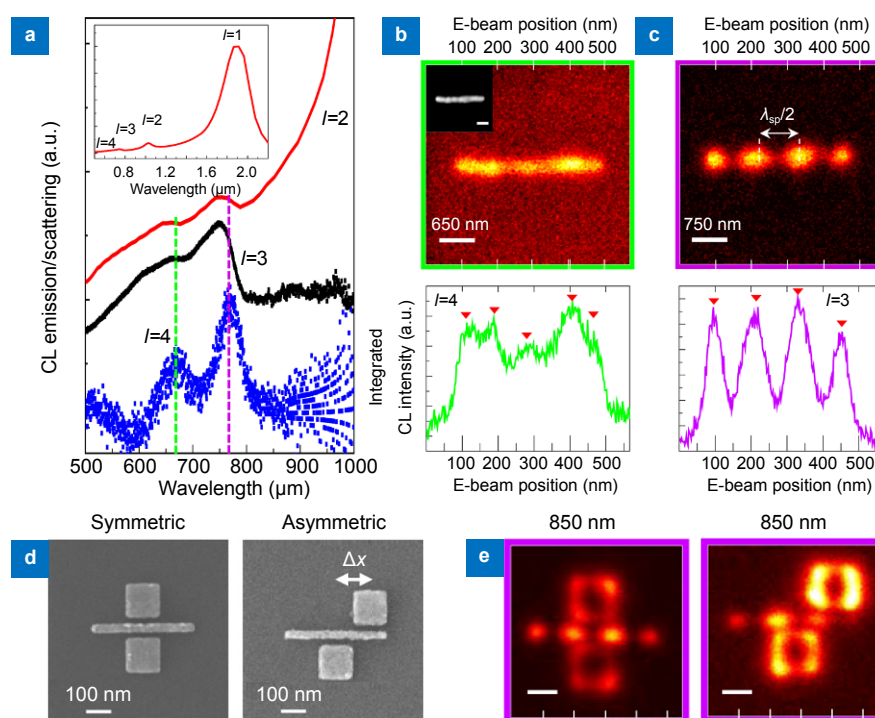 a
CL emission/scattering (a.u.)
l=1
l=2
l=3
l=4
0.8
1.2
1.6
2.0
Wavelength (μm)
l=2
l=3
l=4
500
600
700
800
900
1000
Wavelength (μm)
b
E-beam position (nm)
100 200 300 400 500
650 nm
Integrated
CL intensity (a.u.)
l=4
100 200 300 400 500
E-beam position (nm)
c
E-beam position (nm)
100 200 300 400 500
λsp/2
750 nm
l=3
100 200 300 400 500
E-beam position (nm)
d
Symmetric
100 nm
Asymmetric
Δx
100 nm
e
850 nm
850 nm